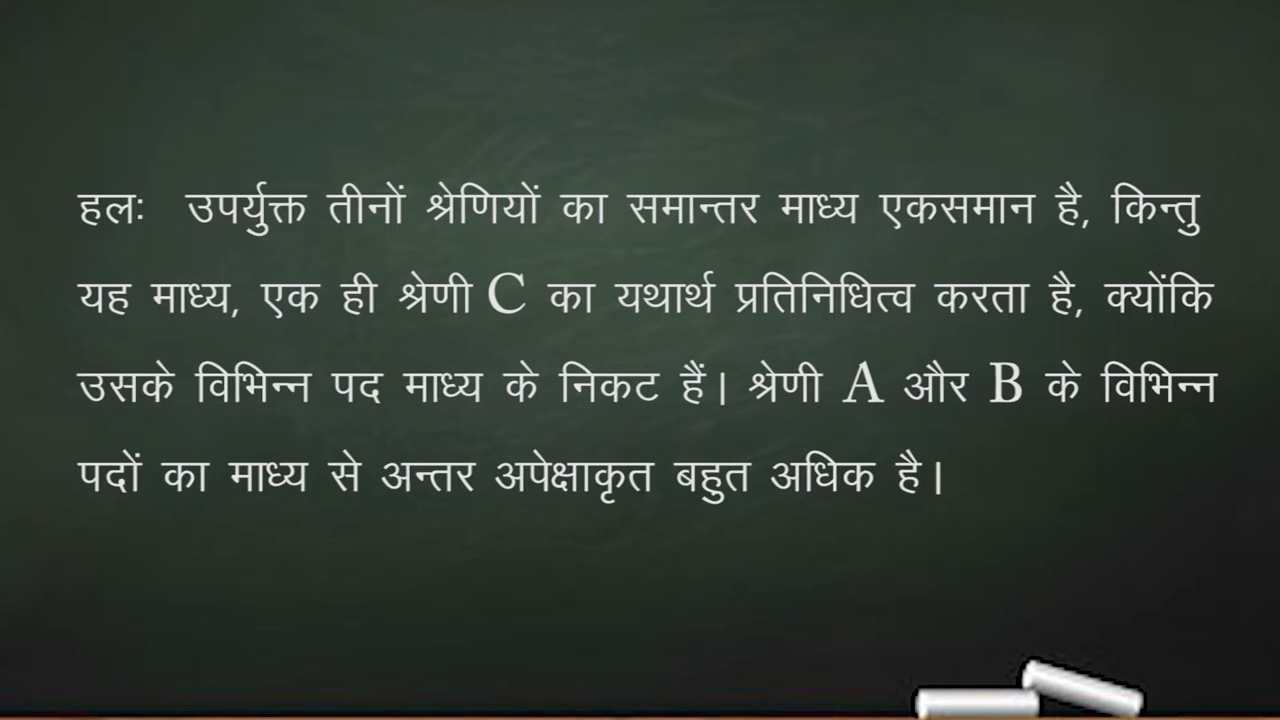 हलः उपर्युक्त तीनों श्रेणियों का समान्तर माध्य एकसमान है, किन्तु
यह माध्य, एक ही श्रेणी C का यथार्थ प्रतिनिधित्व करता है, क्योंकि
उसके विभिन्न पद माध्य के निकट हैं। श्रेणी A और B के विभिन्न
पदों का माध्य से अन्तर अपेक्षाकृत बहुत अधिक है।